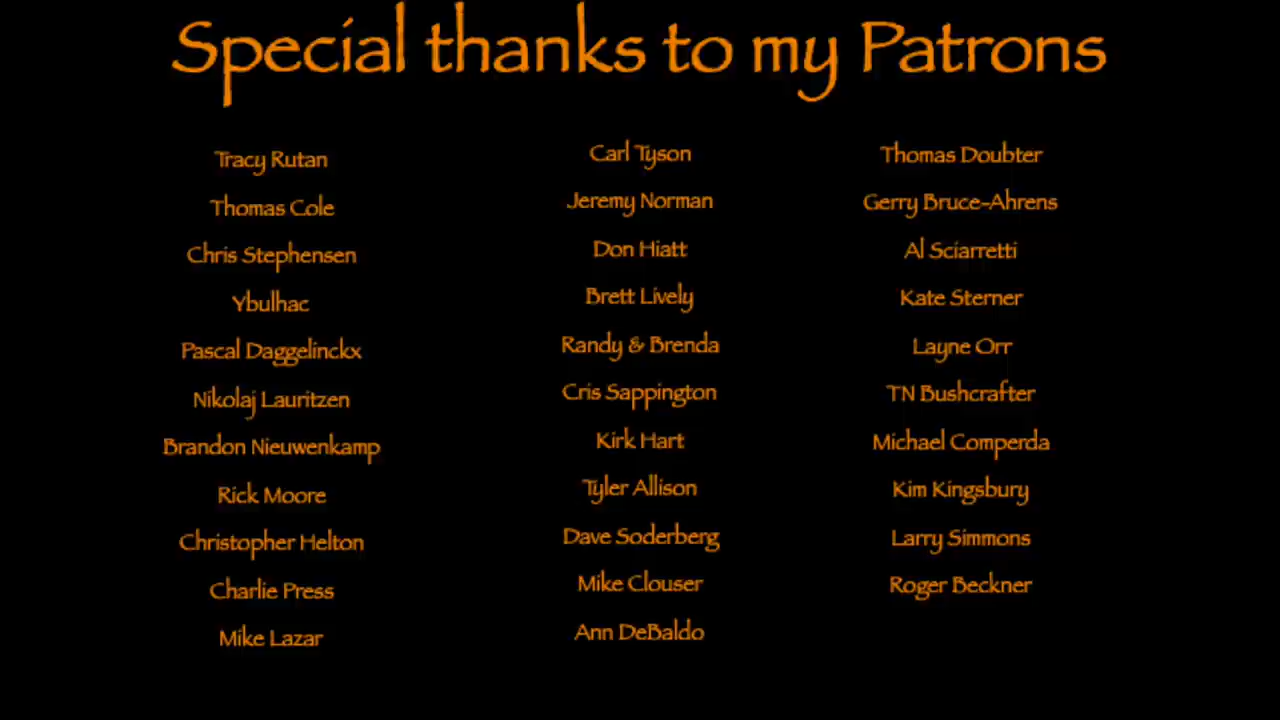 Special thanks to my Patrons
Tracy Rutan
Thomas Cole
Chris Stephensen
Ybulhac
Pascal Daggelinckx
Nikolaj Lauritzen
Brandon Nieuwenkamp
Rick Moore
Christopher Helton
Charlie Press
Mike Lazar
Carl Tyson
Jeremy Norman
Don Hiatt
Brett Lively
Randy & Brenda
Cris Sappington
Kirk Hart
Tyler Allison
Dave Soderberg
Mike Clouser
Ann DeBaldo
Thomas Doubter
Gerry Bruce-Ahrens
Al Sciarretti
Kate Sterner
Layne Orr
TN Bushcrafter
Michael Comperda
Kim Kingsbury
Larry Simmons
Roger Beckner